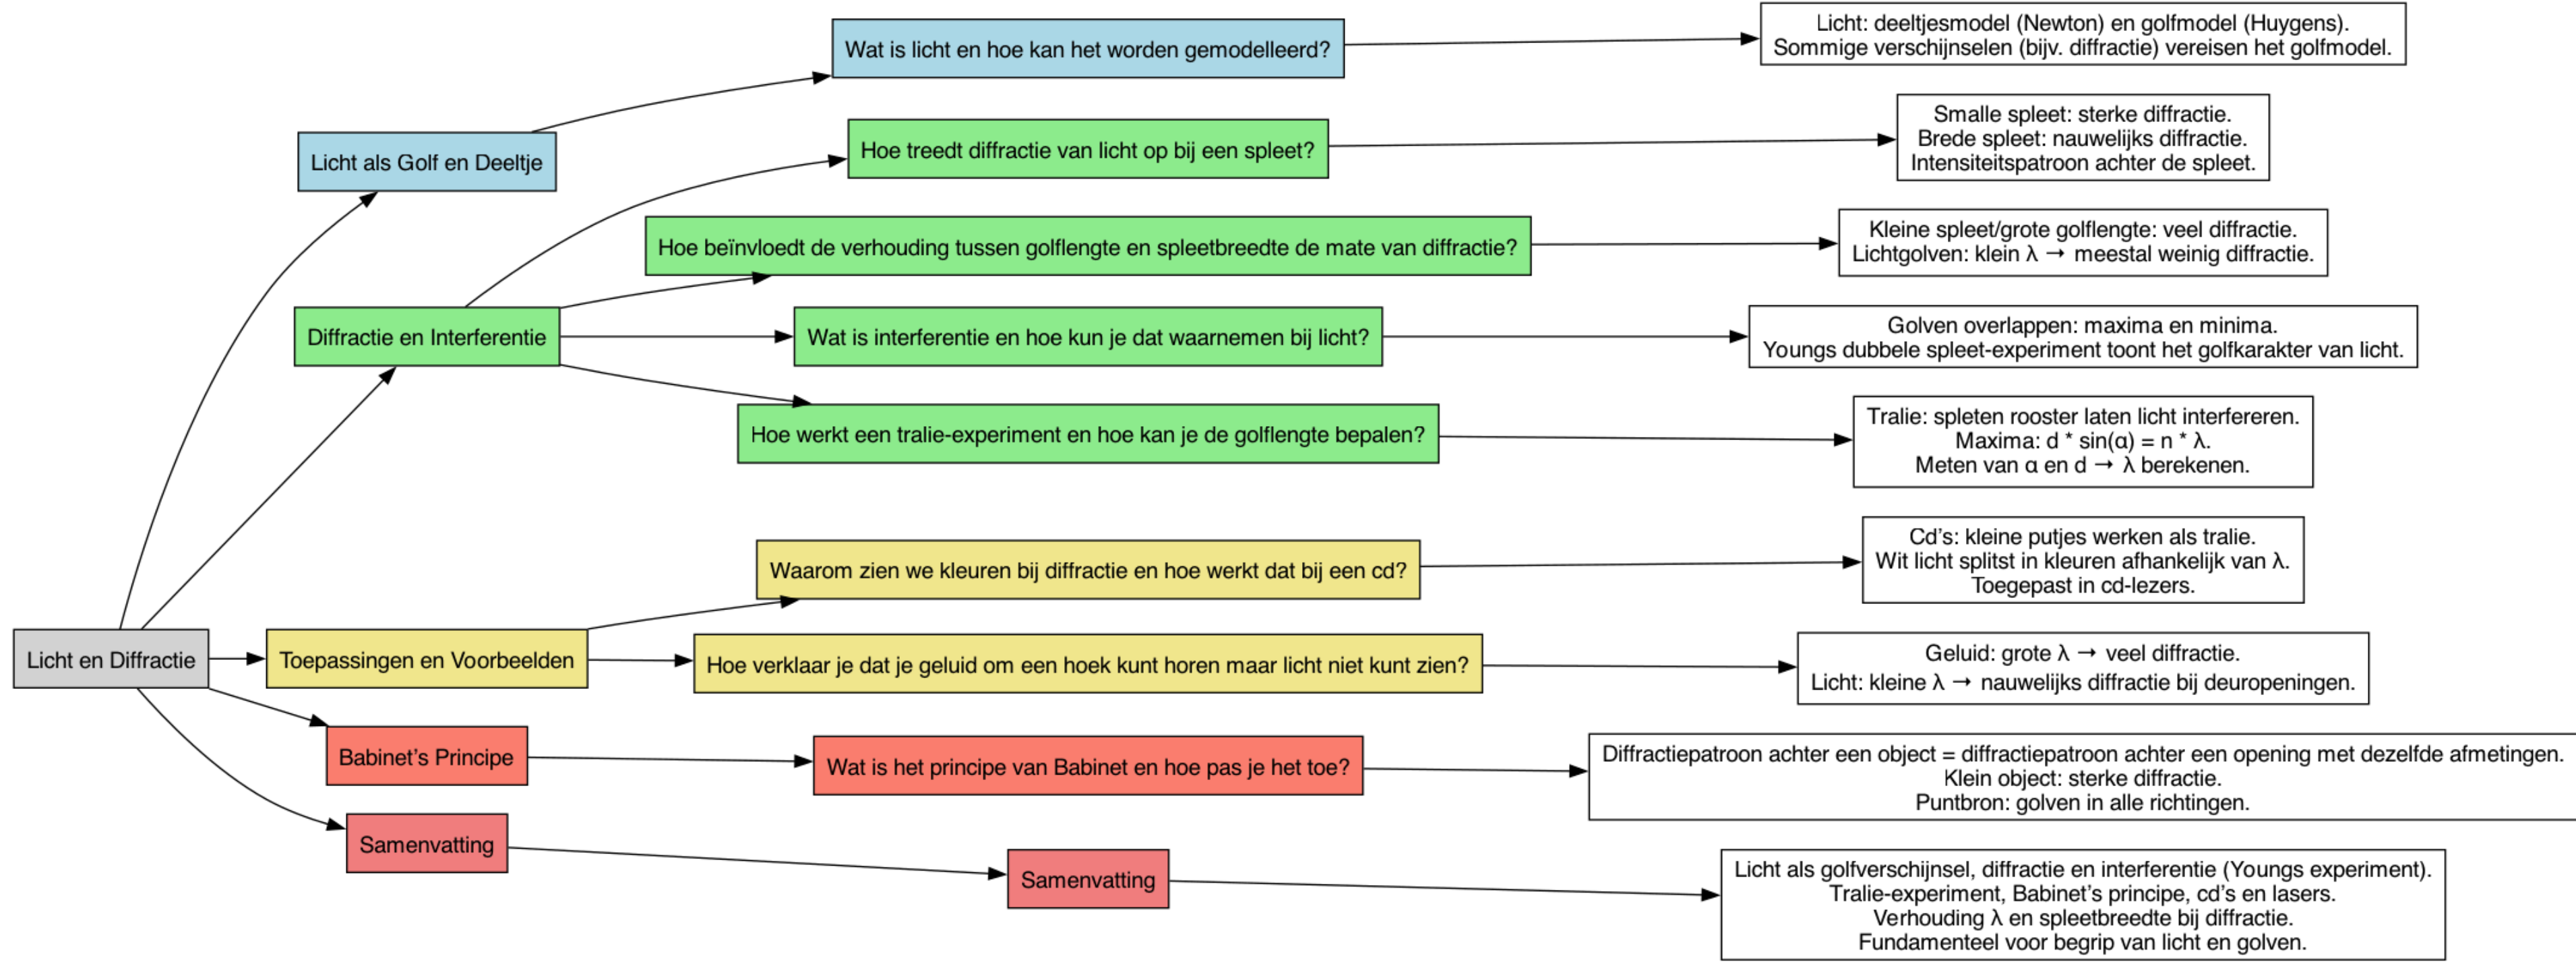 Licht en Diffractie
Licht als Golf en Deeltje
Wat is licht en hoe kan het worden gemodelleerd?
Licht: deeltjesmodel (Newton) en golfmodel (Huygens).
Sommige verschijnselen (bijv. diffractie) vereisen het golfmodel.
Diffractie en Interferentie
Hoe treedt diffractie van licht op bij een spleet?
Smalle spleet: sterke diffractie.
Brede spleet: nauwelijks diffractie.
Intensiteitspatroon achter de spleet.
Hoe beïnvloedt de verhouding tussen golflengte en spleetbreedte de mate van diffractie?
Kleine spleet/grote golflengte: veel diffractie.
Lichtgolven: klein λ → meestal weinig diffractie.
Wat is interferentie en hoe kun je dat waarnemen bij licht?
Golven overlappen: maxima en minima.
Youngs dubbele spleet-experiment toont het golfkarakter van licht.
Hoe werkt een tralie-experiment en hoe kan je de golflengte bepalen?
Tralie: spleten rooster laten licht interfereren.
Maxima: d * sin(α) = n * λ.
Meten van α en d → λ berekenen.
Toepassingen en Voorbeelden
Waarom zien we kleuren bij diffractie en hoe werkt dat bij een cd?
Cd’s: kleine putjes werken als tralie.
Wit licht splitst in kleuren afhankelijk van λ.
Toegepast in cd-lezers.
Hoe verklaar je dat je geluid om een hoek kunt horen maar licht niet kunt zien?
Geluid: grote λ → veel diffractie.
Licht: kleine λ → nauwelijks diffractie bij deuropeningen.
Babinet’s Principe
Wat is het principe van Babinet en hoe pas je het toe?
Diffractiepatroon achter een object = diffractiepatroon achter een opening met dezelfde afmetingen.
Klein object: sterke diffractie.
Puntbron: golven in alle richtingen.
Samenvatting
Samenvatting
Licht als golfverschijnsel, diffractie en interferentie (Youngs experiment).
Tralie-experiment, Babinet’s principe, cd’s en lasers.
Verhouding λ en spleetbreedte bij diffractie.
Fundamenteel voor begrip van licht en golven.